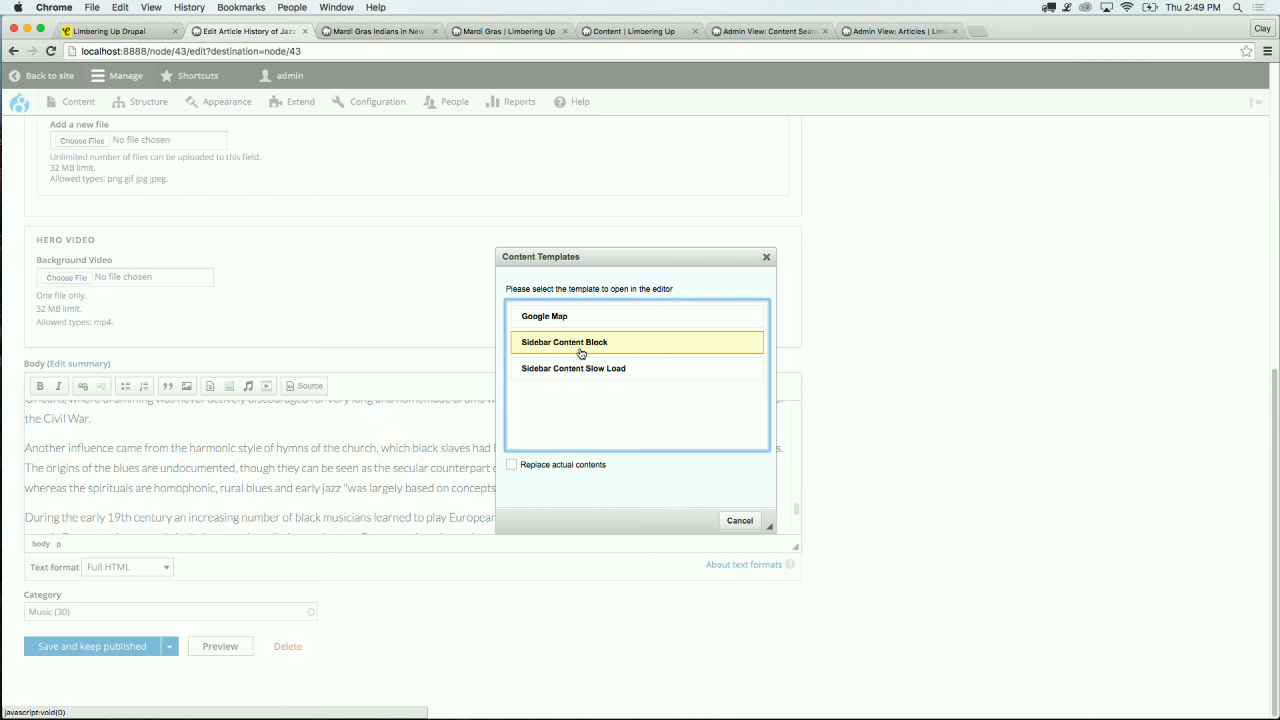 Chrome File Edit View History Bookmarks People Window Help Thu 2:49 PM
Limbering Up Drupal Edit Article History of Jazz Mardi Gras Indians in New Mardi Gras | Limbering Up Content | Limbering Up Admin View: Content Sear Admin View: Articles | Lim Clay
localhost:8888/node/43/edit?destination=node/43
Back to site Manage Shortcuts admin
Content Structure Appearance Extend Configuration People Reports Help
Add a new file
Choose Files No file chosen
Unlimited number of files can be uploaded to this field.
32 MB limit.
Allowed types: png gif jpg jpeg.
HERO VIDEO
Background Video
Choose File No file chosen
One file only.
32 MB limit.
Allowed types: mp4.
Content Templates
Please select the template to open in the editor
Google Map
Sidebar Content Block
Sidebar Content Slow Load
Replace actual contents
Cancel
Body (Edit summary)
B I Source
the Civil War.
Another influence came from the harmonic style of hymns of the church, which black slaves had
The origins of the blues are undocumented, though they can be seen as the secular counterpart
whereas the spirituals are homophonic, rural blues and early jazz "was largely based on concepts
During the early 19th century an increasing number of black musicians learned to play European
body p
Text format Full HTML
About text formats
Category
Music (30)
Save and keep published Preview Delete
javascript:void(0)